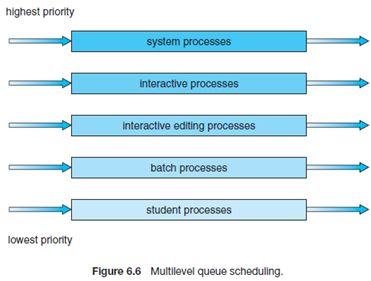 highest priority
system processes
interactive processes
interactive editing processes
batch processes
student processes
lowest priority
Figure 6.6 Multilevel queue scheduling.